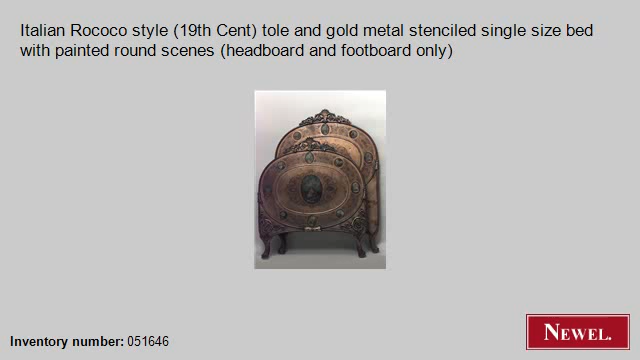 Italian Rococo style (19th Cent) tole and gold metal stenciled single size bed
with painted round scenes (headboard and footboard only)
Inventory number: 051646
NEWEL.